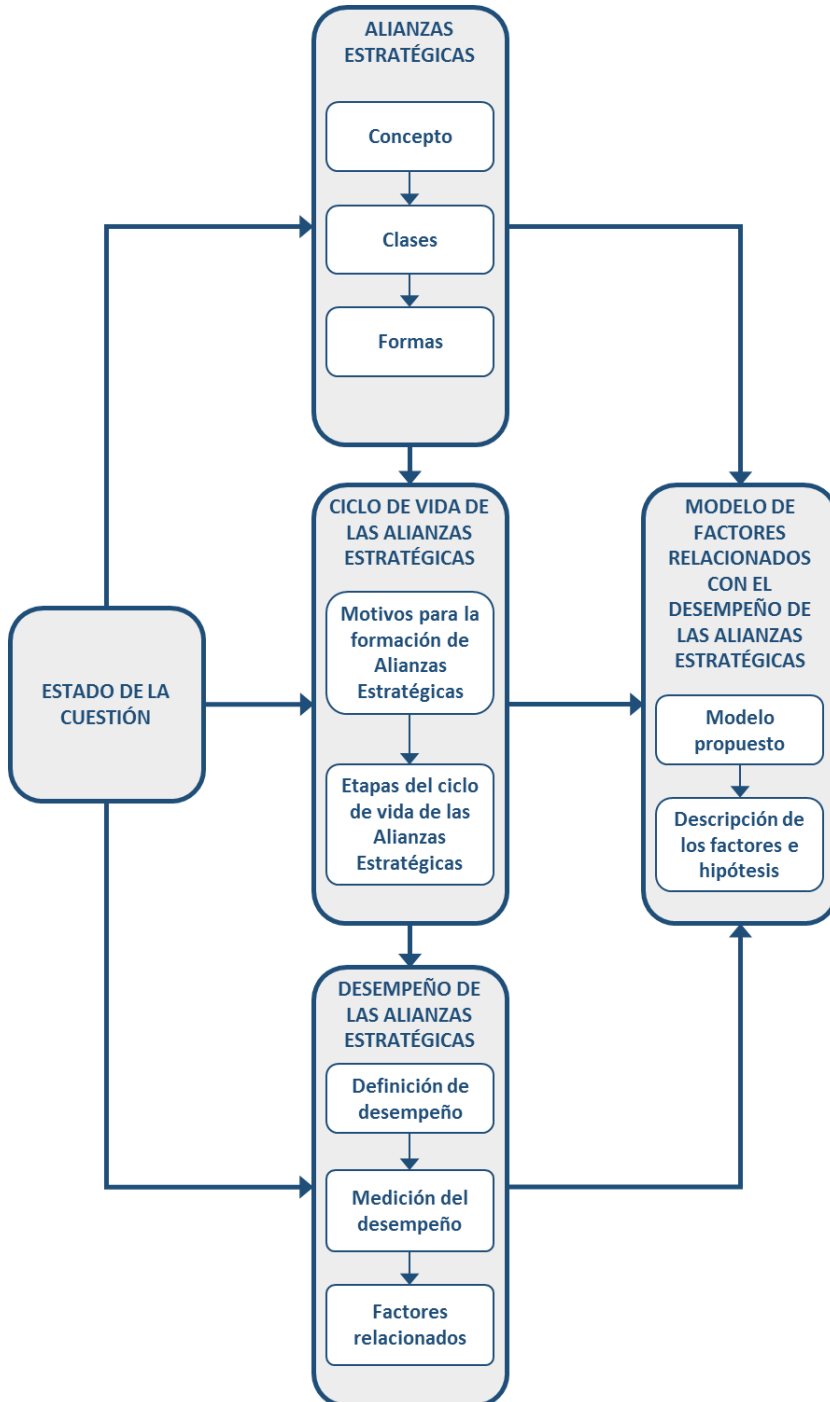 ALIANZAS
ESTRATÉGICAS
Concepto
Clases
Formas
CICLO DE VIDA DE
LAS ALIANZAS
ESTRATÉGICAS
Motivos para la
formación de
Alianzas
Estratégicas
Etapas del ciclo
de vida de las
Alianzas
Estratégicas
MODELO DE
FACTORES
RELACIONADOS
CON EL
DESEMPEÑO DE
LAS ALIANZAS
ESTRATÉGICAS
Modelo
propuesto
Descripción de
los factores e
hipótesis
ESTADO DE LA
CUESTIÓN
DESEMPEÑO DE
LAS ALIANZAS
ESTRATÉGICAS
Definición de
desempeño
Medición del
desempeño
Factores
relacionados